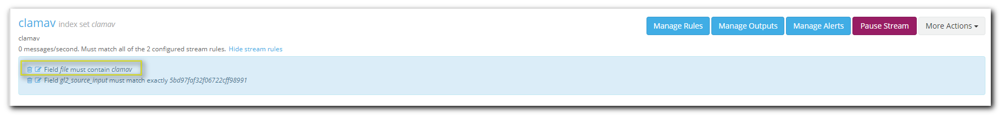 clamav index set clamav
Manage Rules
Manage Outputs
Manage Alerts
Pause Stream
More Actions
clamav
0 messages/second. Must match all of the 2 configured stream rules. Hide stream rules
Field file must contain clamav
Field gl2_source_input must match exactly 5bd97faf32f06722cff98991